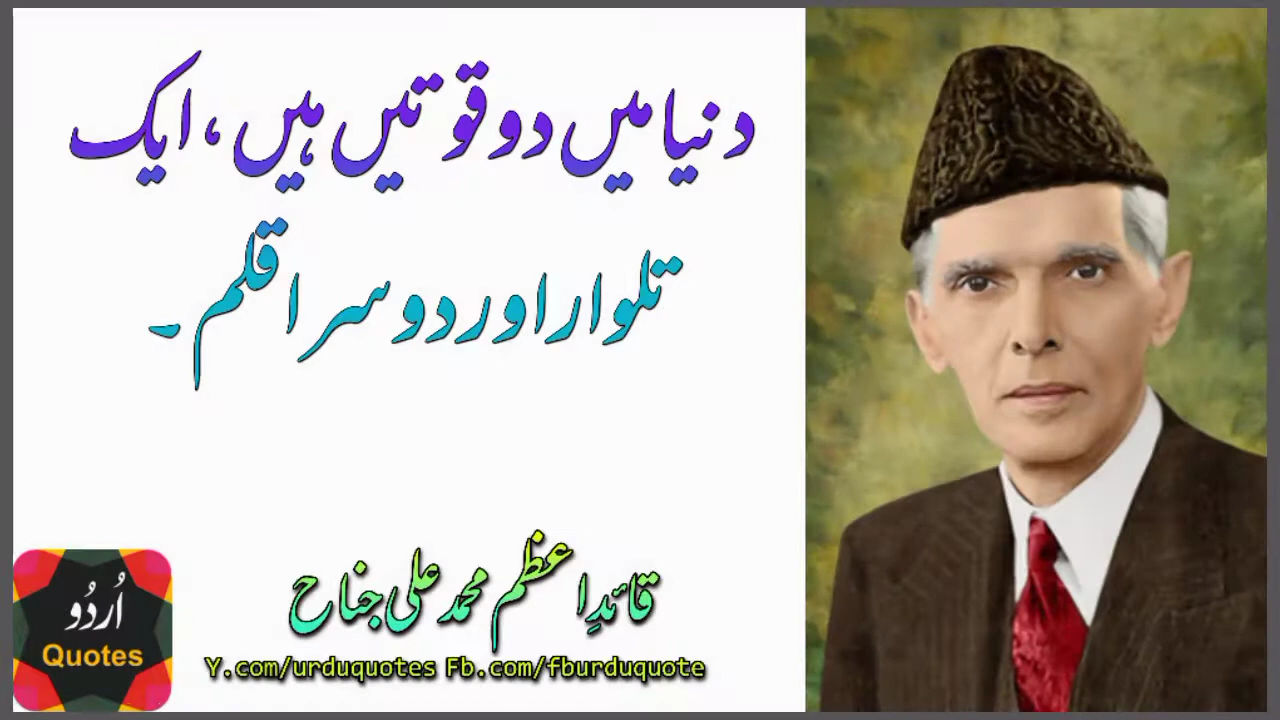 دنیا میں دو قوتیں ہیں، ایک
تلوار اور دوسرا قلم۔
قائدِ اعظم محمد علی جناح
Y.com/urduquotes Fb.com/fburduquote
اُردُو
Quotes